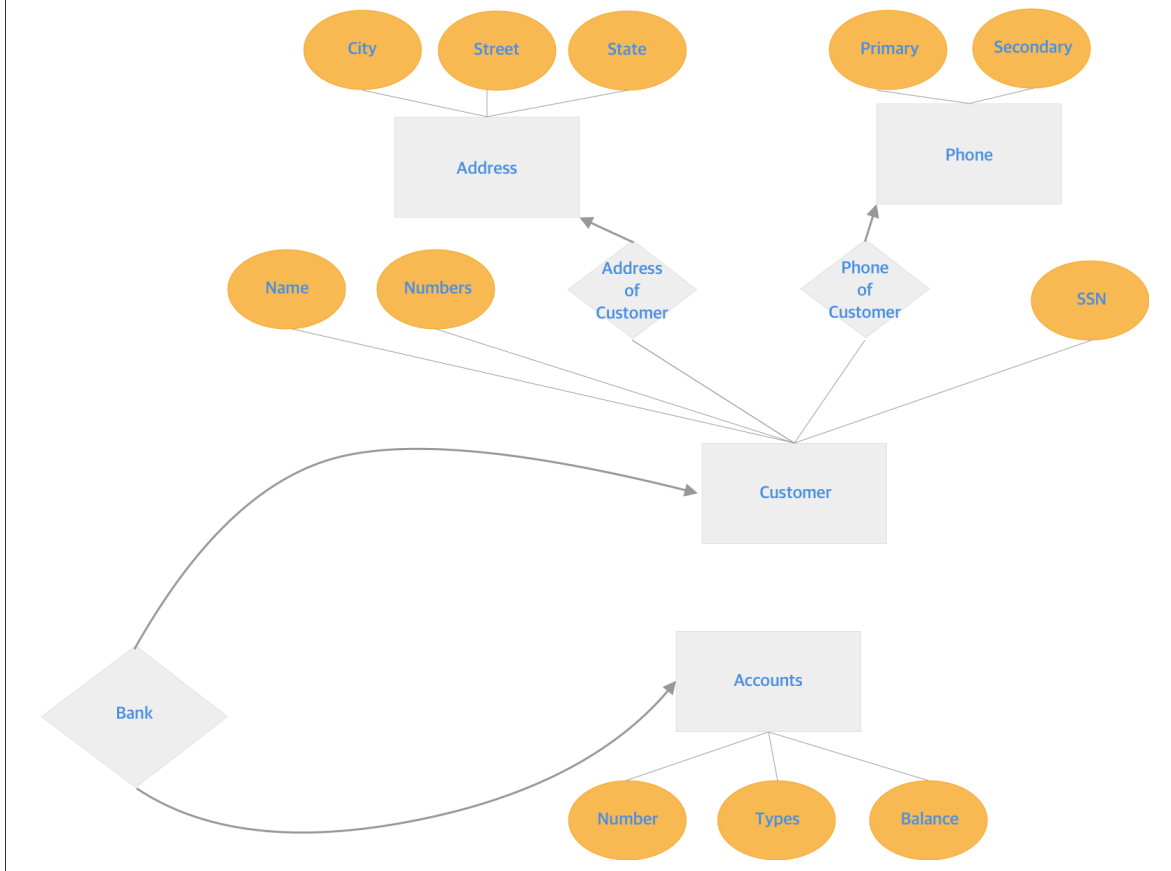 City
Street
State
Primary
Secondary
Address
Phone
Name
Numbers
Address
of
Customer
Phone
of
Customer
SSN
Customer
Accounts
Bank
Number
Types
Balance